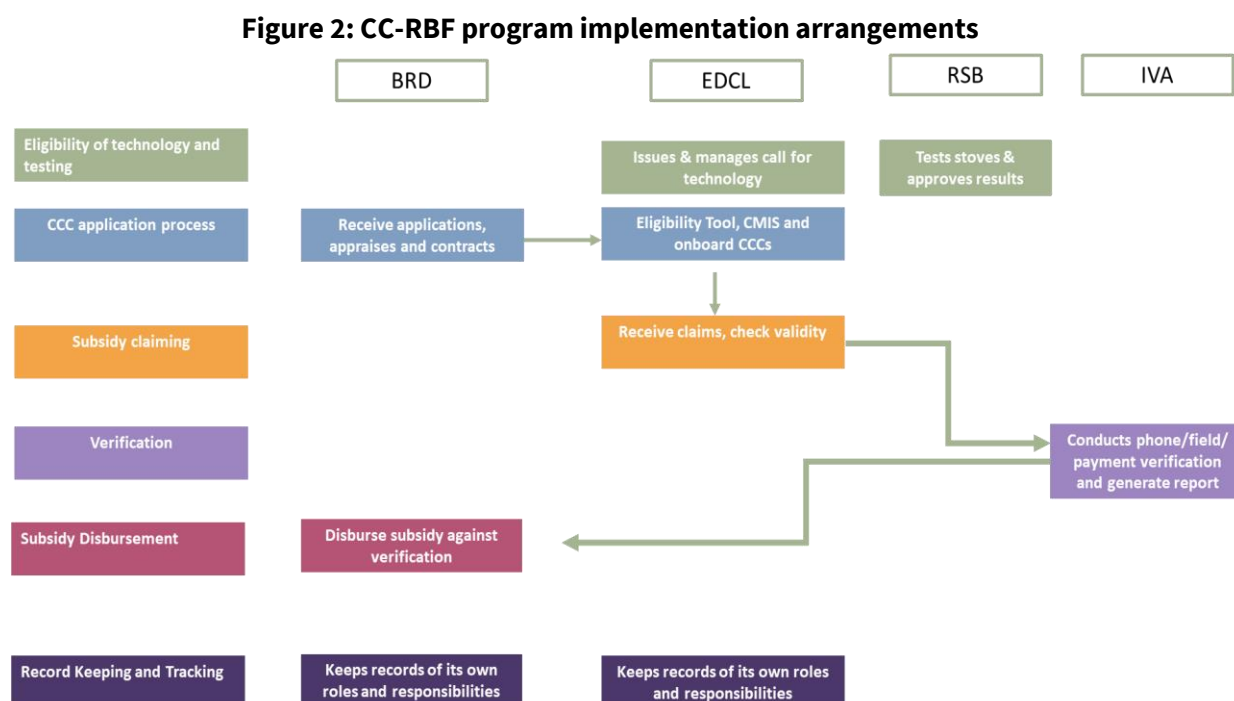 Figure 2: CC-RBF program implementation arrangements
BRD
EDCL
RSB
IVA
Eligibility of technology and
testing
Issues & manages call for
technology
Tests stoves &
approves results
CCC application process
Receive applications,
appraises and contracts
Eligibility Tool, CMIS and
onboard CCCs
Subsidy claiming
Receive claims, check validity
Verification
Conducts phone/field/
payment verification
and generate report
Subsidy Disbursement
Disburse subsidy against
verification
Record Keeping and Tracking
Keeps records of its own
roles and responsibilities
Keeps records of its own roles
and responsibilities